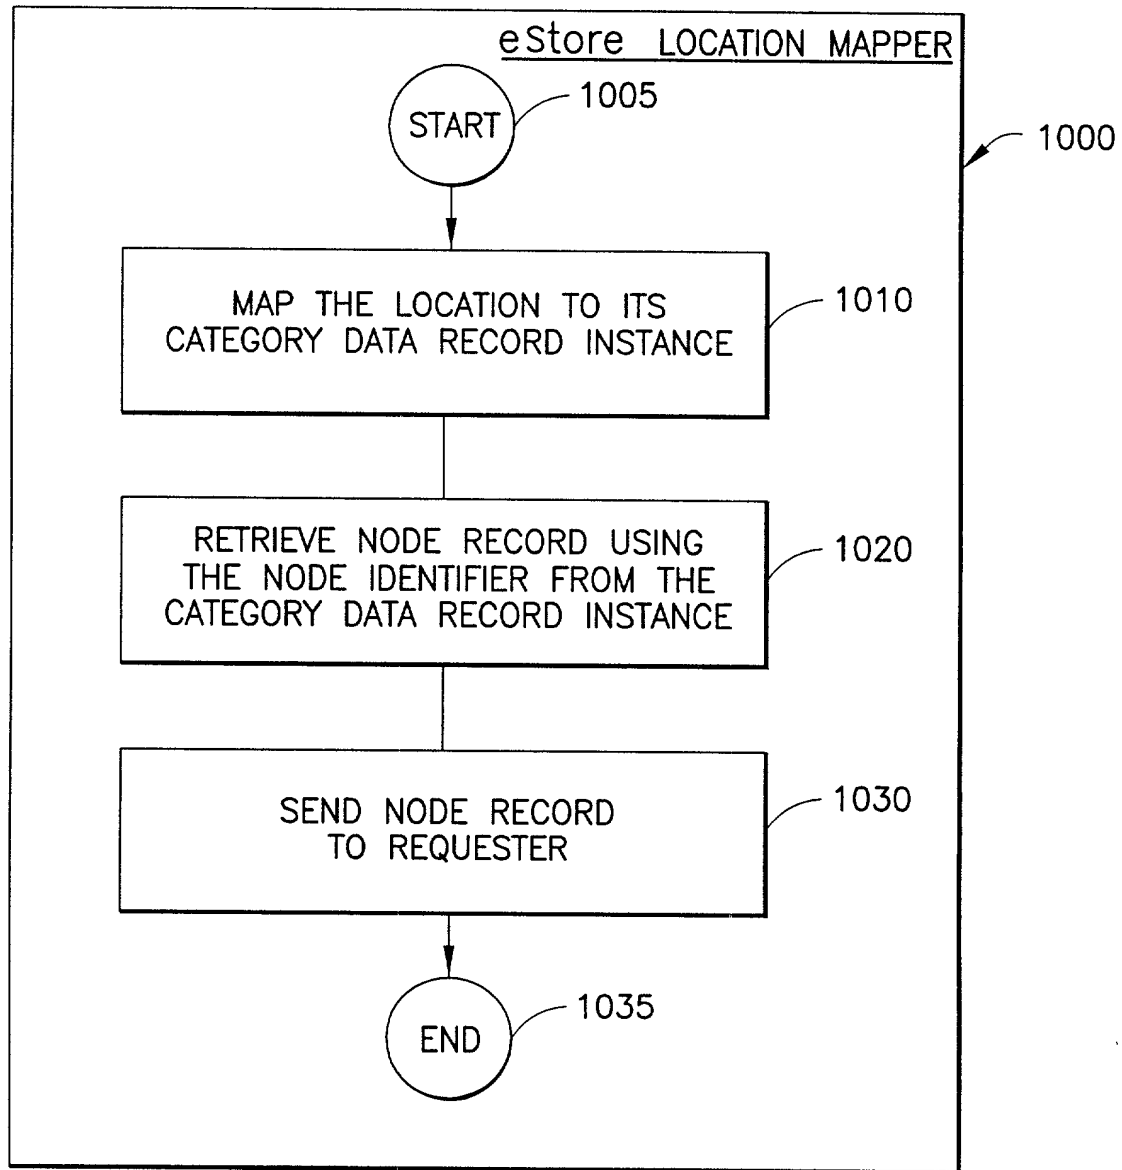 eStore LOCATION MAPPER
START
1005
1000
MAP THE LOCATION TO ITS
CATEGORY DATA RECORD INSTANCE
1010
RETRIEVE NODE RECORD USING
THE NODE IDENTIFIER FROM THE
CATEGORY DATA RECORD INSTANCE
1020
SEND NODE RECORD
TO REQUESTER
1030
END
1035